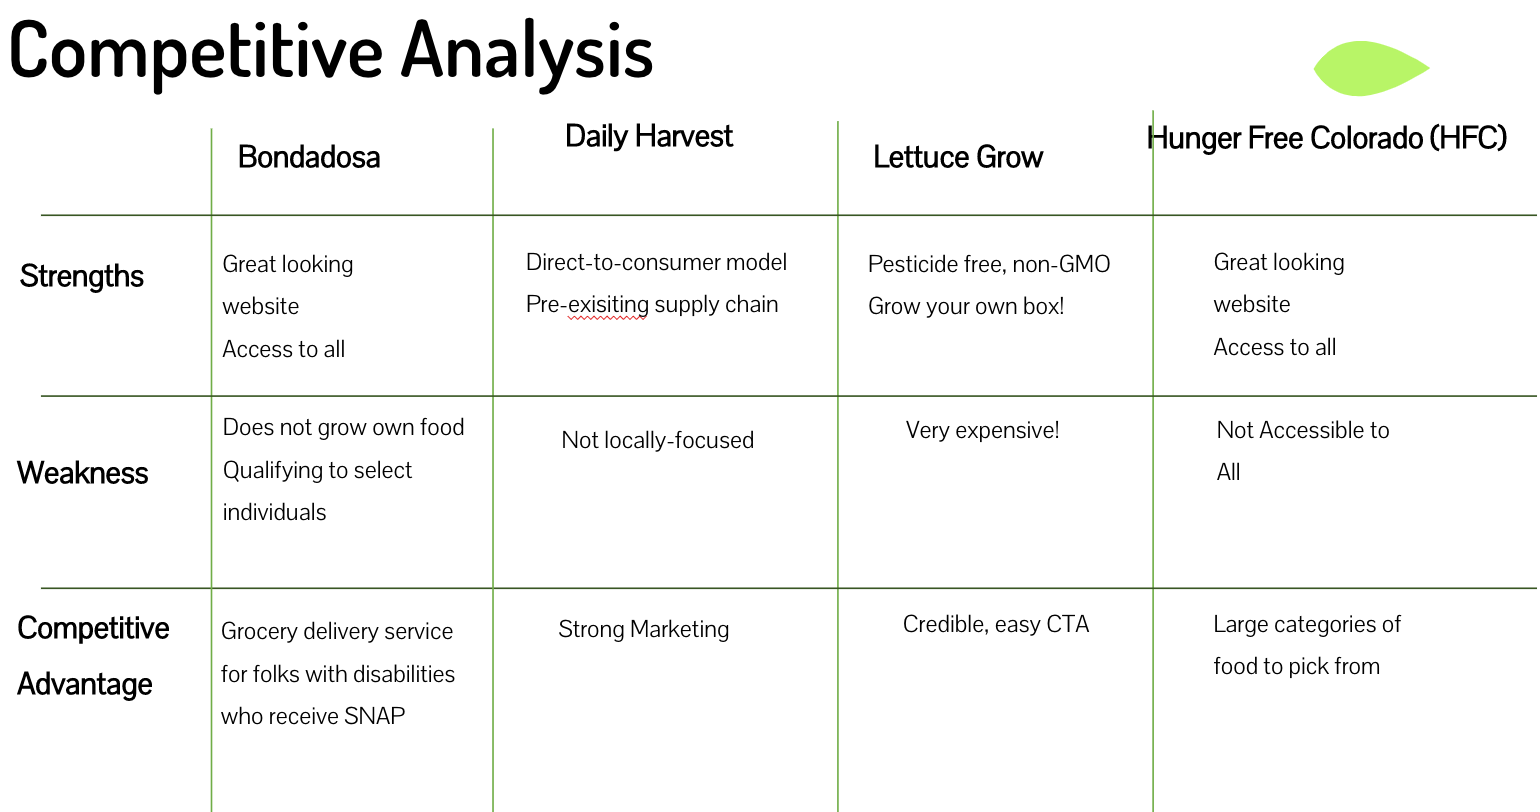 Competitive Analysis
Bondadosa
Daily Harvest
Lettuce Grow
Hunger Free Colorado (HFC)
Strengths
Great looking
website
Access to all
Direct-to-consumer model
Pre-exisiting supply chain
Pesticide free, non-GMO
Grow your own box!
Great looking
website
Access to all
Weakness
Does not grow own food
Qualifying to select
individuals
Not locally-focused
Very expensive!
Not Accessible to
All
Competitive
Advantage
Grocery delivery service
for folks with disabilities
who receive SNAP
Strong Marketing
Credible, easy CTA
Large categories of
food to pick from